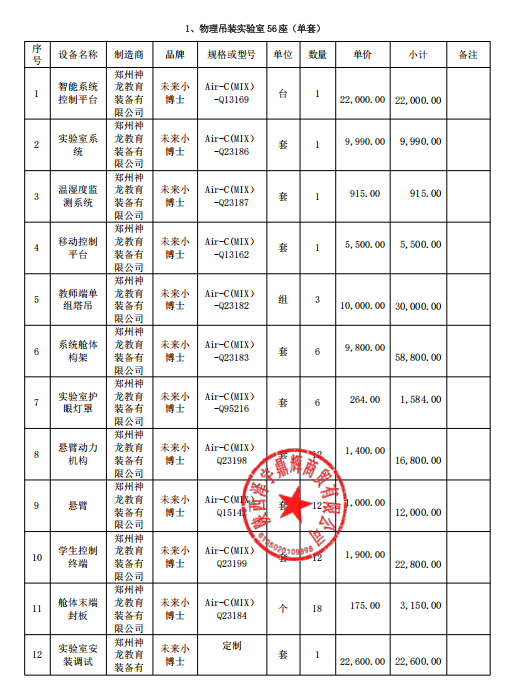 1、物理吊装实验室 56 座（单套）
序号 设备名称 制造商 品牌 规格或型号 单位 数量 单价 小计 备注
1 智能系统控制平台 郑州神龙教育装备有限公司 未来小博士 Air-C(MIX)-Q13169 台 1 22,000.00 22,000.00
2 实验室系统 郑州神龙教育装备有限公司 未来小博士 Air-C(MIX)-Q23186 套 1 9,990.00 9,990.00
3 温湿度监测系统 郑州神龙教育装备有限公司 未来小博士 Air-C(MIX)-Q23187 套 1 915.00 915.00
4 移动控制平台 郑州神龙教育装备有限公司 未来小博士 Air-C(MIX)-Q13162 套 1 5,500.00 5,500.00
5 教师端单组塔吊 郑州神龙教育装备有限公司 未来小博士 Air-C(MIX)-Q23182 组 3 10,000.00 30,000.00
6 系统舱体构架 郑州神龙教育装备有限公司 未来小博士 Air-C(MIX)-Q23183 套 6 9,800.00 58,800.00
7 实验室护眼灯罩 郑州神龙教育装备有限公司 未来小博士 Air-C(MIX)-Q95216 套 6 264.00 1,584.00
8 悬臂动力机构 郑州神龙教育装备有限公司 未来小博士 Air-C(MIX) Q23198 套 12 1,400.00 16,800.00
9 悬臂 郑州神龙教育装备有限公司 未来小博士 Air-C(MIX) Q15142 套 12 1,000.00 12,000.00
10 学生控制终端 郑州神龙教育装备有限公司 未来小博士 Air-C(MIX) Q23199 套 12 1,900.00 22,800.00
11 舱体末端封板 郑州神龙教育装备有限公司 未来小博士 Air-C(MIX) Q23184 个 18 175.00 3,150.00
12 实验室安装调试 郑州神龙教育装备有 未来小博士 定制 套 1 22,600.00 22,600.00
陕西泽宇鼎辉商贸有限公司